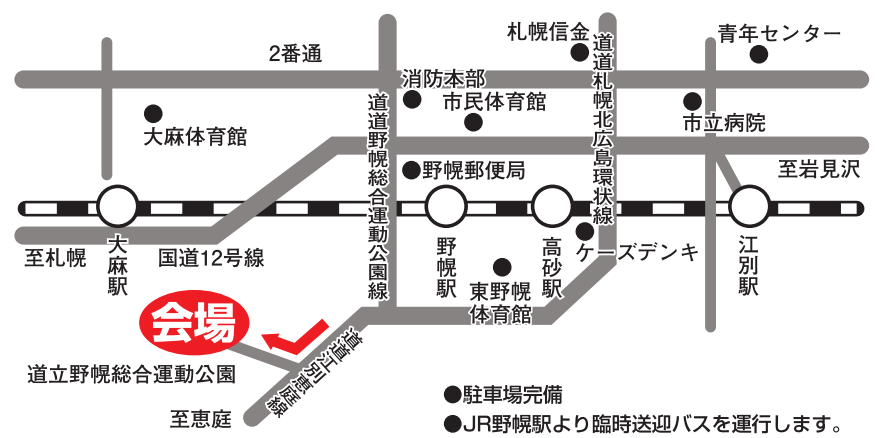 札幌信金
青年センター
2番通
道道札幌北広島環状線
消防本部
市民体育館
道道野幌総合運動公園線
大麻体育館
市立病院
野幌郵便局
至岩見沢
至札幌
大麻駅
国道12号線
野幌駅
高砂駅
ケーズデンキ
江別駅
東野幌
体育館
会場
道道江別恵庭線
道立野幌総合運動公園
至恵庭
●駐車場完備
●JR野幌駅より臨時送迎バスを運行します。